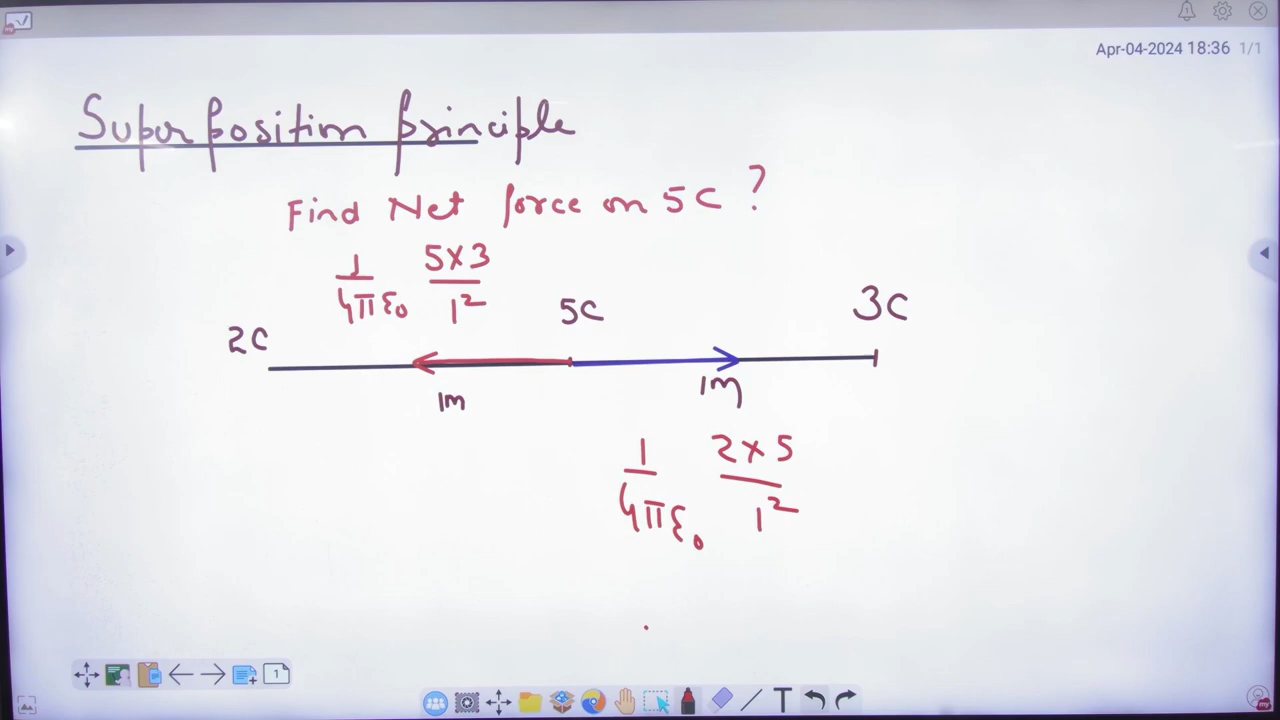 Apr-04-2024 18:36 1/1
Superposition principle
Find Net force on 5C ?
1/4πε₀ 5×3/1²
2C 5C 3C
1m 1m
1/4πε₀ 2×5/1²
1
T